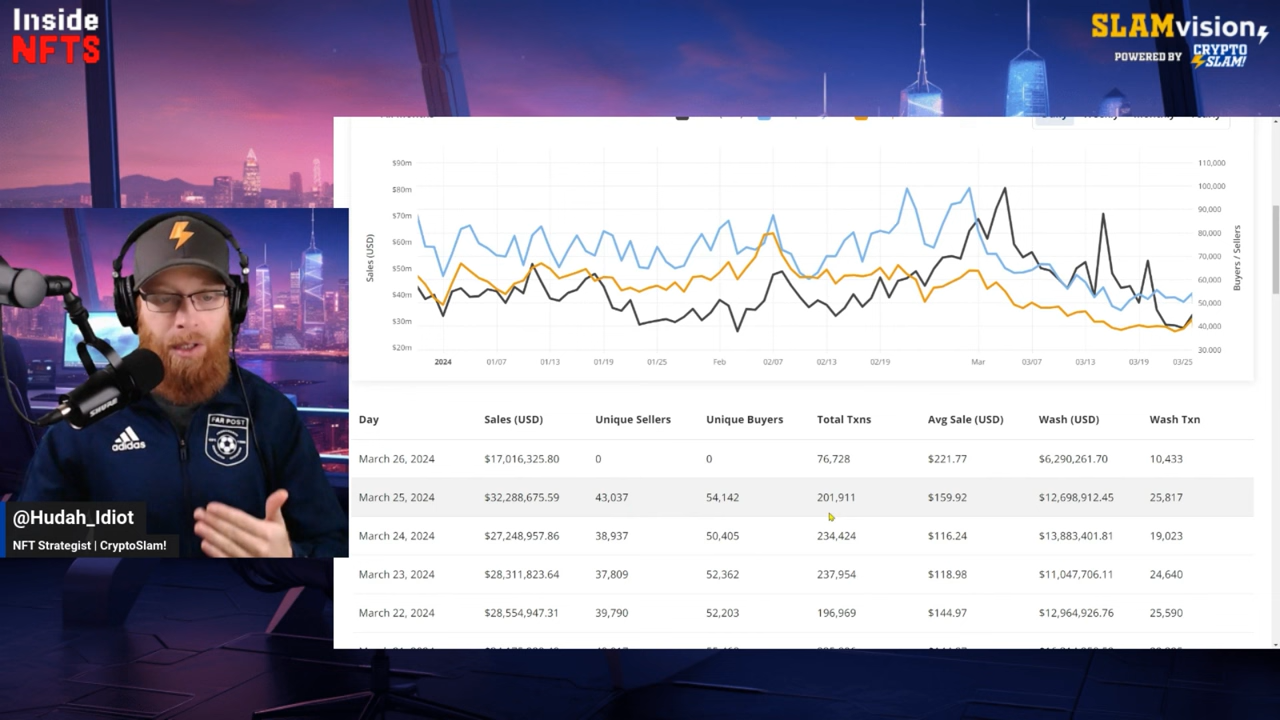 Inside
NFTS
SLAMvision
POWERED BY CRYPTO SLAM!
$90m
$80m
$70m
$60m
$50m
$40m
$30m
$20m
Sales (USD)
110,000
100,000
90,000
80,000
70,000
60,000
50,000
40,000
30,000
Buyers / Sellers
2024 01/07 01/13 01/19 01/25 Feb 02/07 02/13 02/19 Mar 03/07 03/13 03/19 03/25
Day Sales (USD) Unique Sellers Unique Buyers Total Txns Avg Sale (USD) Wash (USD) Wash Txn
March 26, 2024 $17,016,325.80 0 0 76,728 $221.77 $6,290,261.70 10,433
March 25, 2024 $32,288,675.59 43,037 54,142 201,911 $159.92 $12,698,912.45 25,817
March 24, 2024 $27,248,957.86 38,937 50,405 234,424 $116.24 $13,883,401.81 19,023
March 23, 2024 $28,311,823.64 37,809 52,362 237,954 $118.98 $11,047,706.11 24,640
March 22, 2024 $28,554,947.31 39,790 52,203 196,969 $144.97 $12,964,926.76 25,590
SHURE
adidas
FAR POST
@Hudah_Idiot
NFT Strategist | CryptoSlam!